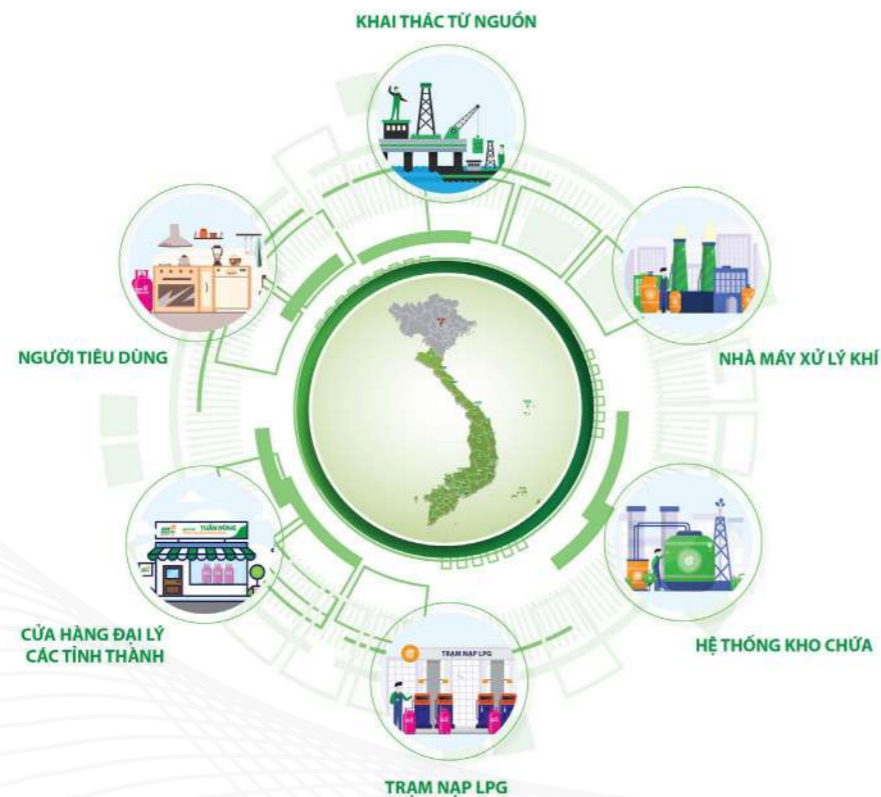 KHAI THÁC TỪ NGUỒN
NHÀ MÁY XỬ LÝ KHÍ
HỆ THỐNG KHO CHỨA
TRẠM NẠP LPG
TRẠM NẠP LPG
CỬA HÀNG ĐẠI LÝ
CÁC TỈNH THÀNH
TUẤN HÙNG
NGƯỜI TIÊU DÙNG